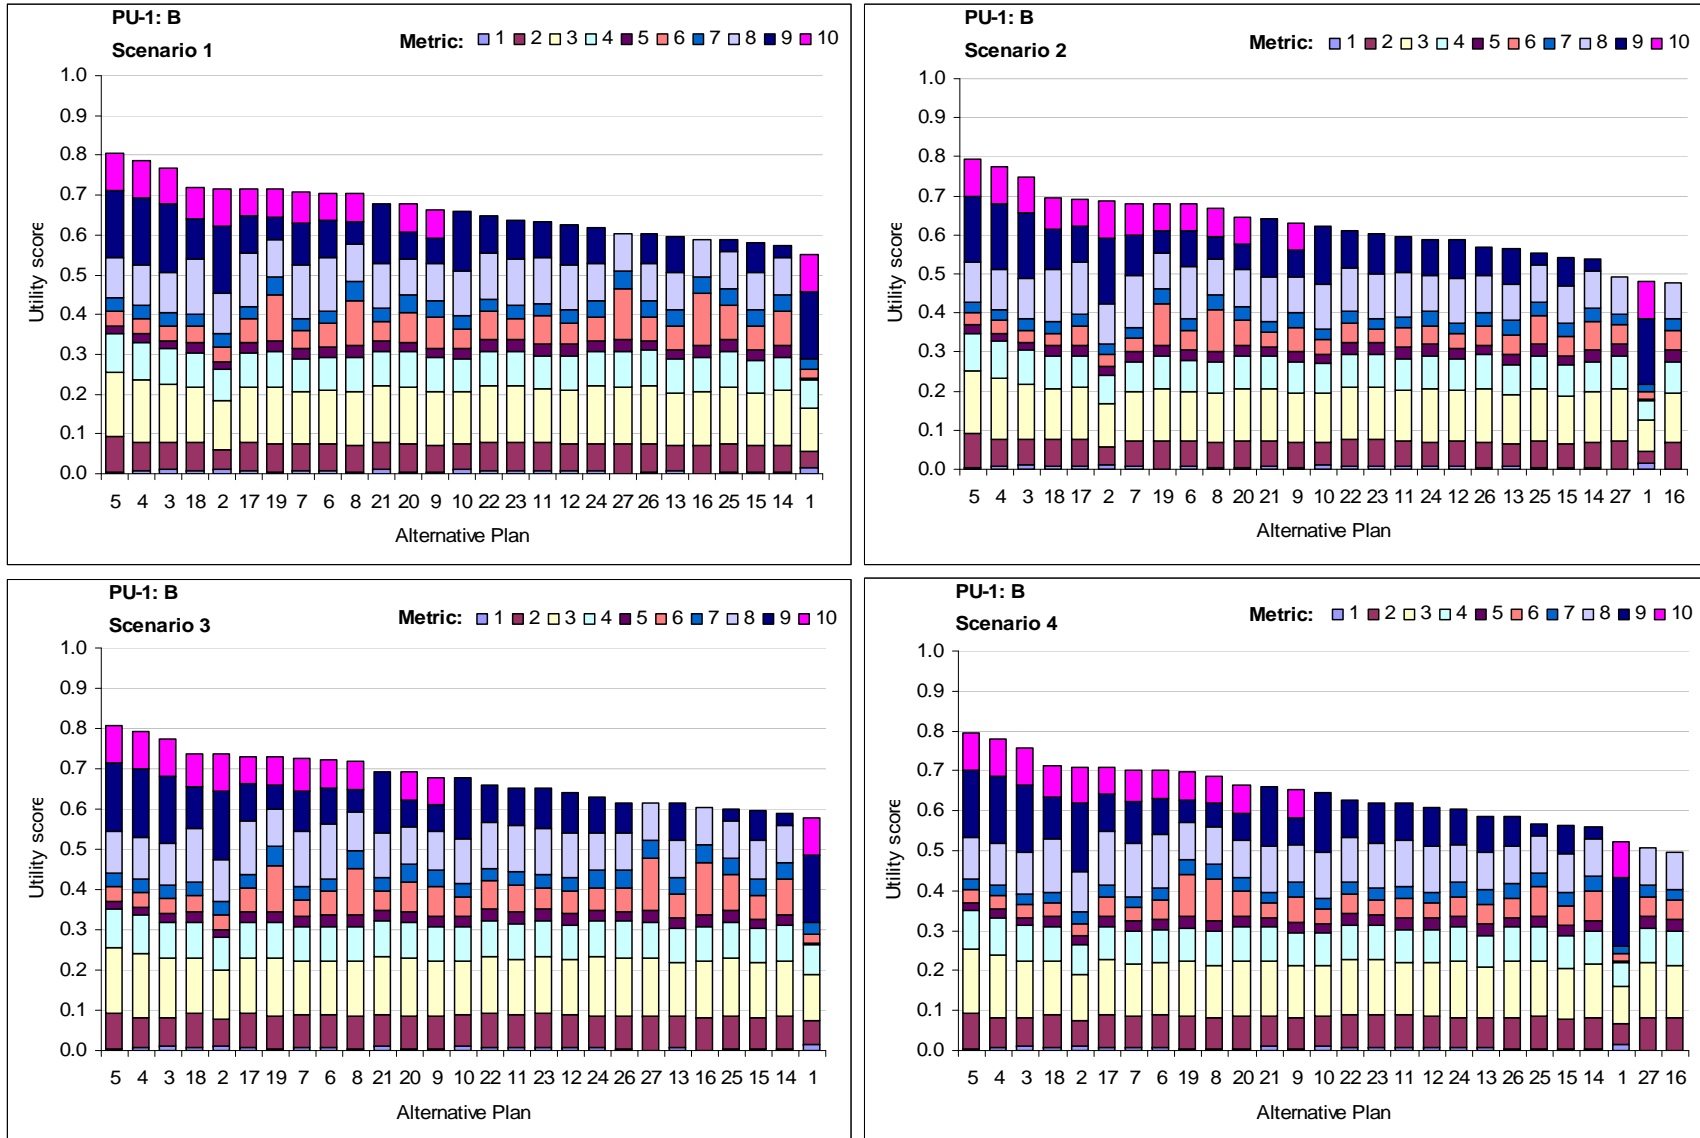 PU-1: B
Scenario 1
Metric: 1 2 3 4 5 6 7 8 9 10
1.0
0.9
0.8
0.7
0.6
0.5
0.4
0.3
0.2
0.1
0.0
Utility score
5 4 3 18 2 17 19 7 6 8 21 20 9 10 22 23 11 12 24 27 26 13 16 25 15 14 1
Alternative Plan
PU-1: B
Scenario 2
Metric: 1 2 3 4 5 6 7 8 9 10
1.0
0.9
0.8
0.7
0.6
0.5
0.4
0.3
0.2
0.1
0.0
Utility score
5 4 3 18 17 2 7 19 6 8 20 21 9 10 22 23 11 24 12 26 13 25 15 14 27 1 16
Alternative Plan
PU-1: B
Scenario 3
Metric: 1 2 3 4 5 6 7 8 9 10
1.0
0.9
0.8
0.7
0.6
0.5
0.4
0.3
0.2
0.1
0.0
Utility score
5 4 3 18 2 17 19 7 6 8 21 20 9 10 22 11 23 12 24 26 27 13 16 25 15 14 1
Alternative Plan
PU-1: B
Scenario 4
Metric: 1 2 3 4 5 6 7 8 9 10
1.0
0.9
0.8
0.7
0.6
0.5
0.4
0.3
0.2
0.1
0.0
Utility score
5 4 3 18 2 17 7 6 19 8 20 21 9 10 22 23 11 12 24 13 26 25 15 14 1 27 16
Alternative Plan